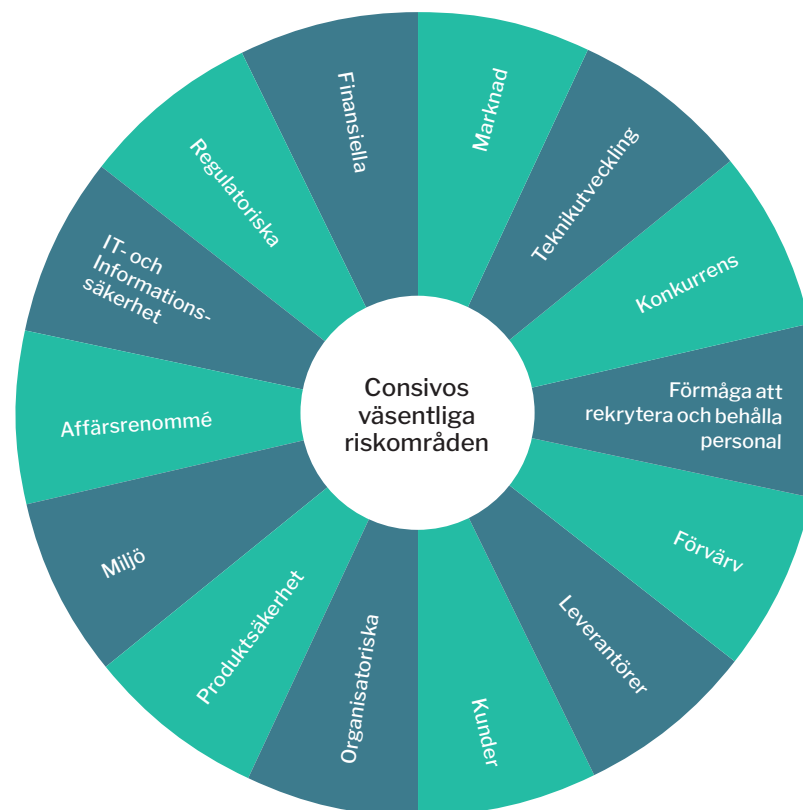 Consivos
väsentliga
riskområden
Marknad
Teknikutveckling
Konkurrens
Förmåga att
rekrytera och behålla
personal
Förvärv
Leverantörer
Kunder
Organisatoriska
Produktsäkerhet
Miljö
Affärsrenommé
IT- och
Informations-
säkerhet
Regulatoriska
Finansiella